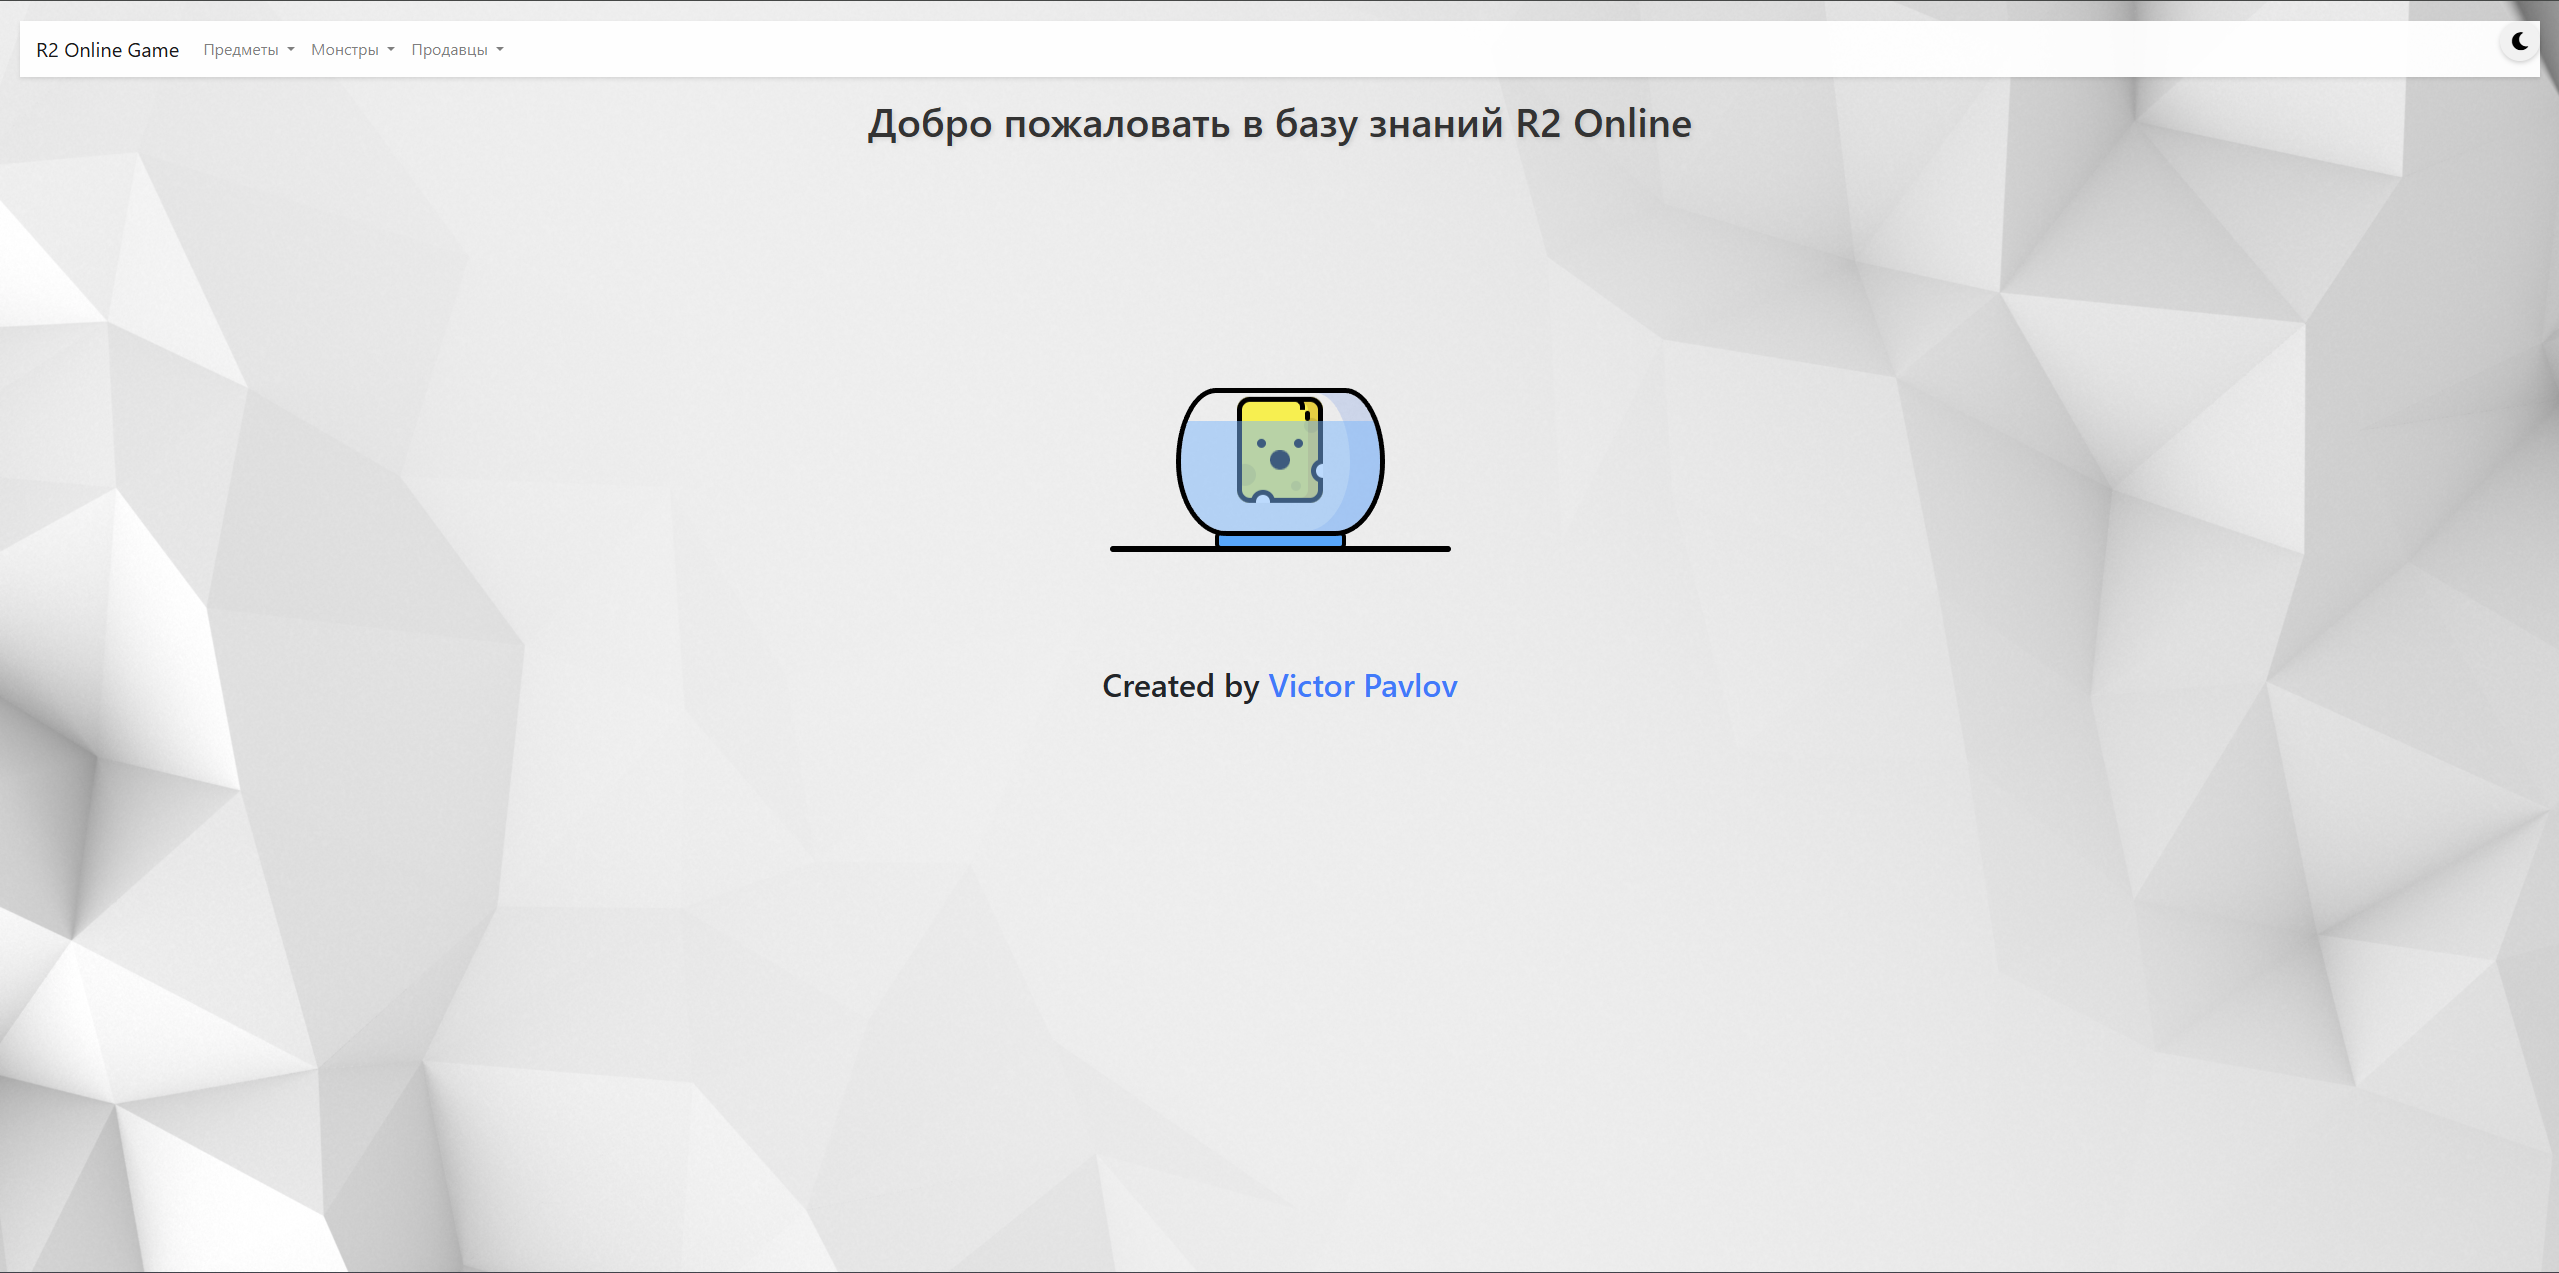 R2 Online Game Предметы Монстры Продавцы
Добро пожаловать в базу знаний R2 Online
Created by Victor Pavlov